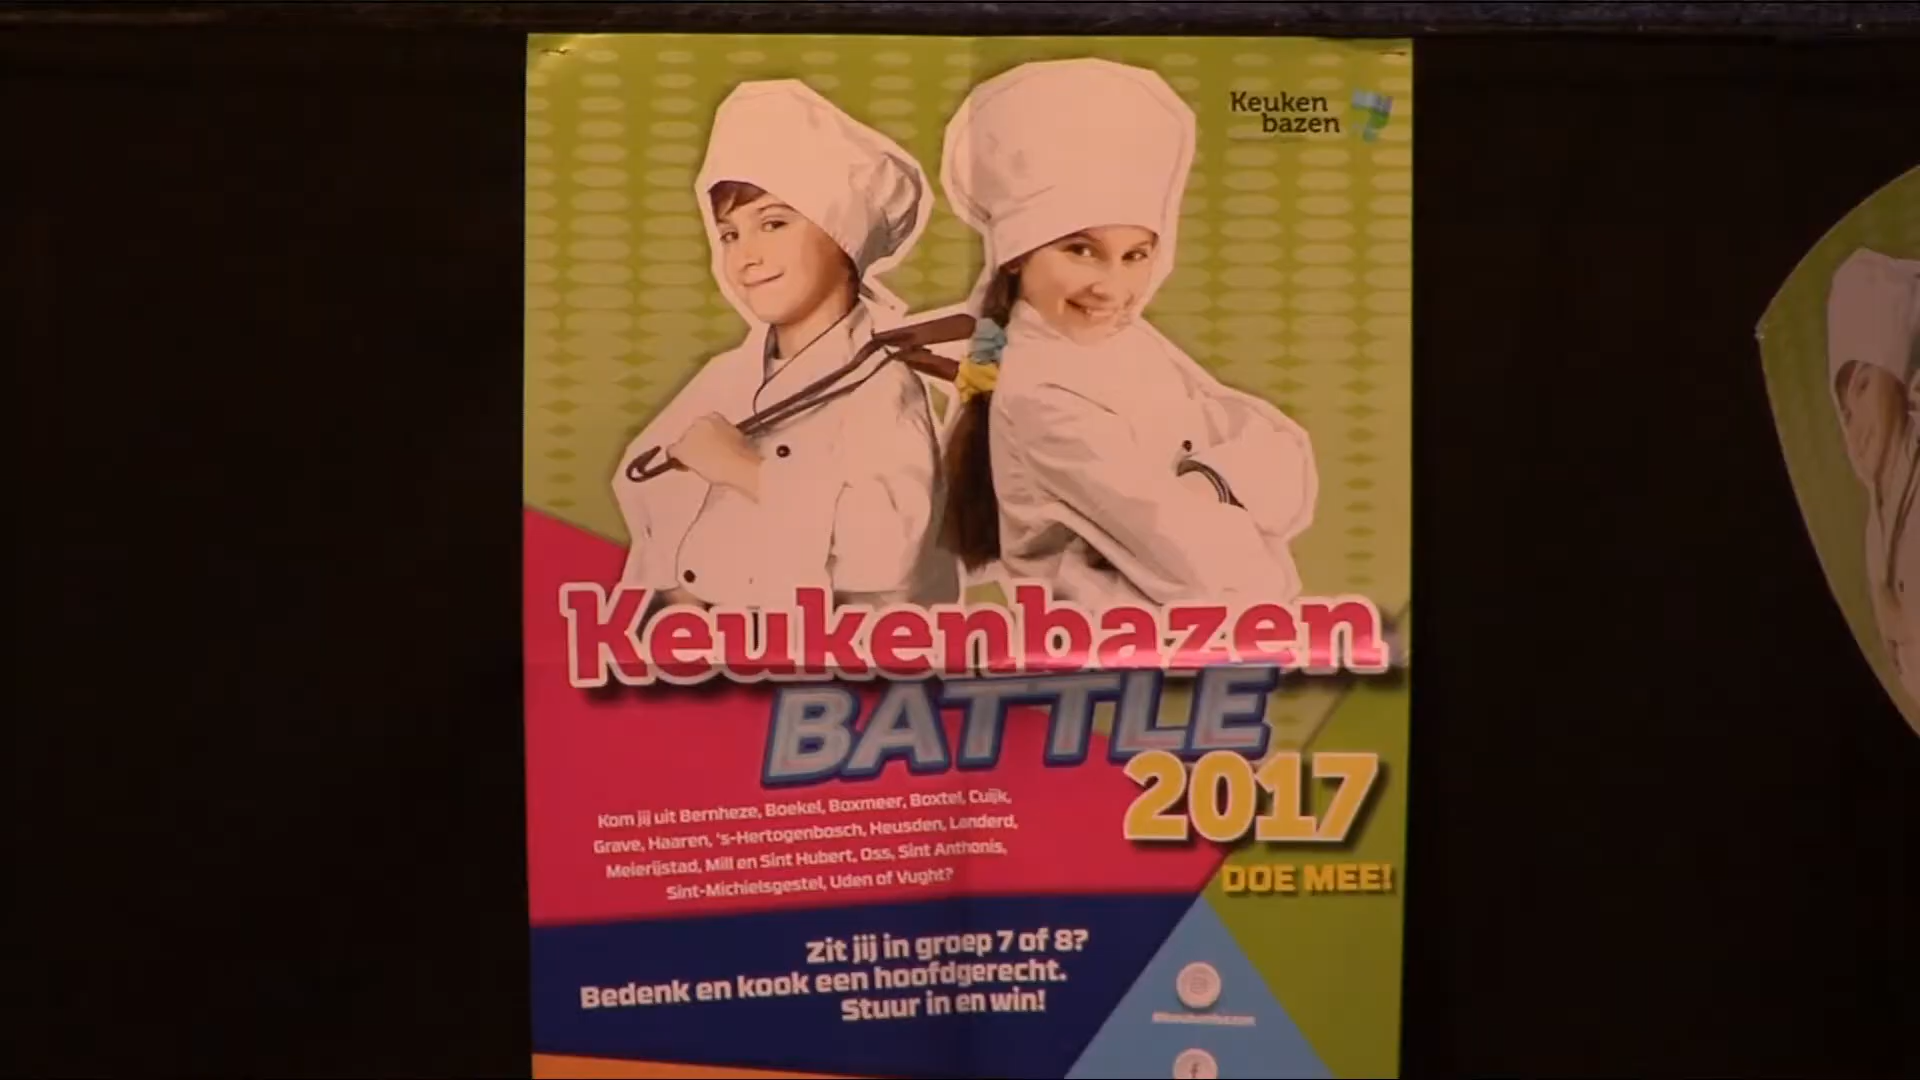 Keuken
bazen
Keukenbazen
BATTLE
2017
DOE MEE!
Kom jij uit Bernheze, Boekel, Boxmeer, Boxtel, Cuijk,
Grave, Haaren, 's-Hertogenbosch, Heusden, Landerd,
Meierijstad, Mill en Sint Hubert, Oss, Sint Anthonis,
Sint-Michielsgestel, Uden of Vught?
Zit jij in groep 7 of 8?
Bedenk en kook een hoofdgerecht.
Stuur in en win!